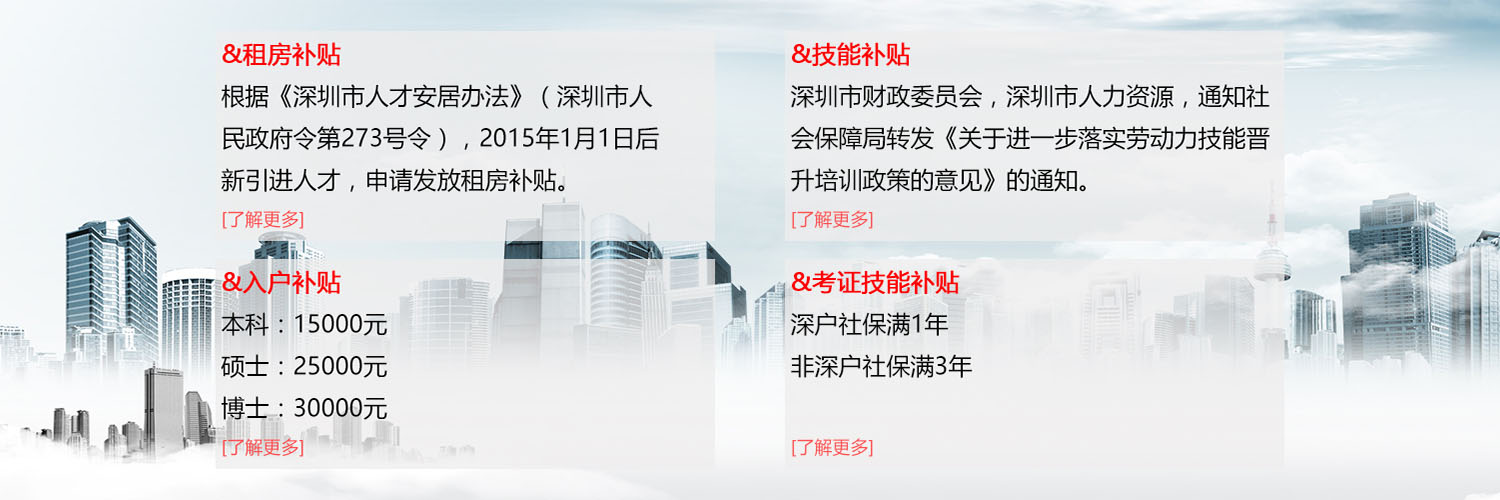 &租房补贴
根据《深圳市人才安居办法》（深圳市人
民政府令第273号令），2015年1月1日后
新引进人才，申请发放租房补贴。
[了解更多]
&技能补贴
深圳市财政委员会，深圳市人力资源，通知社
会保障局转发《关于进一步落实劳动力技能晋
升培训政策的意见》的通知。
[了解更多]
&入户补贴
本科：15000元
硕士：25000元
博士：30000元
[了解更多]
&考证技能补贴
深户社保满1年
非深户社保满3年
[了解更多]